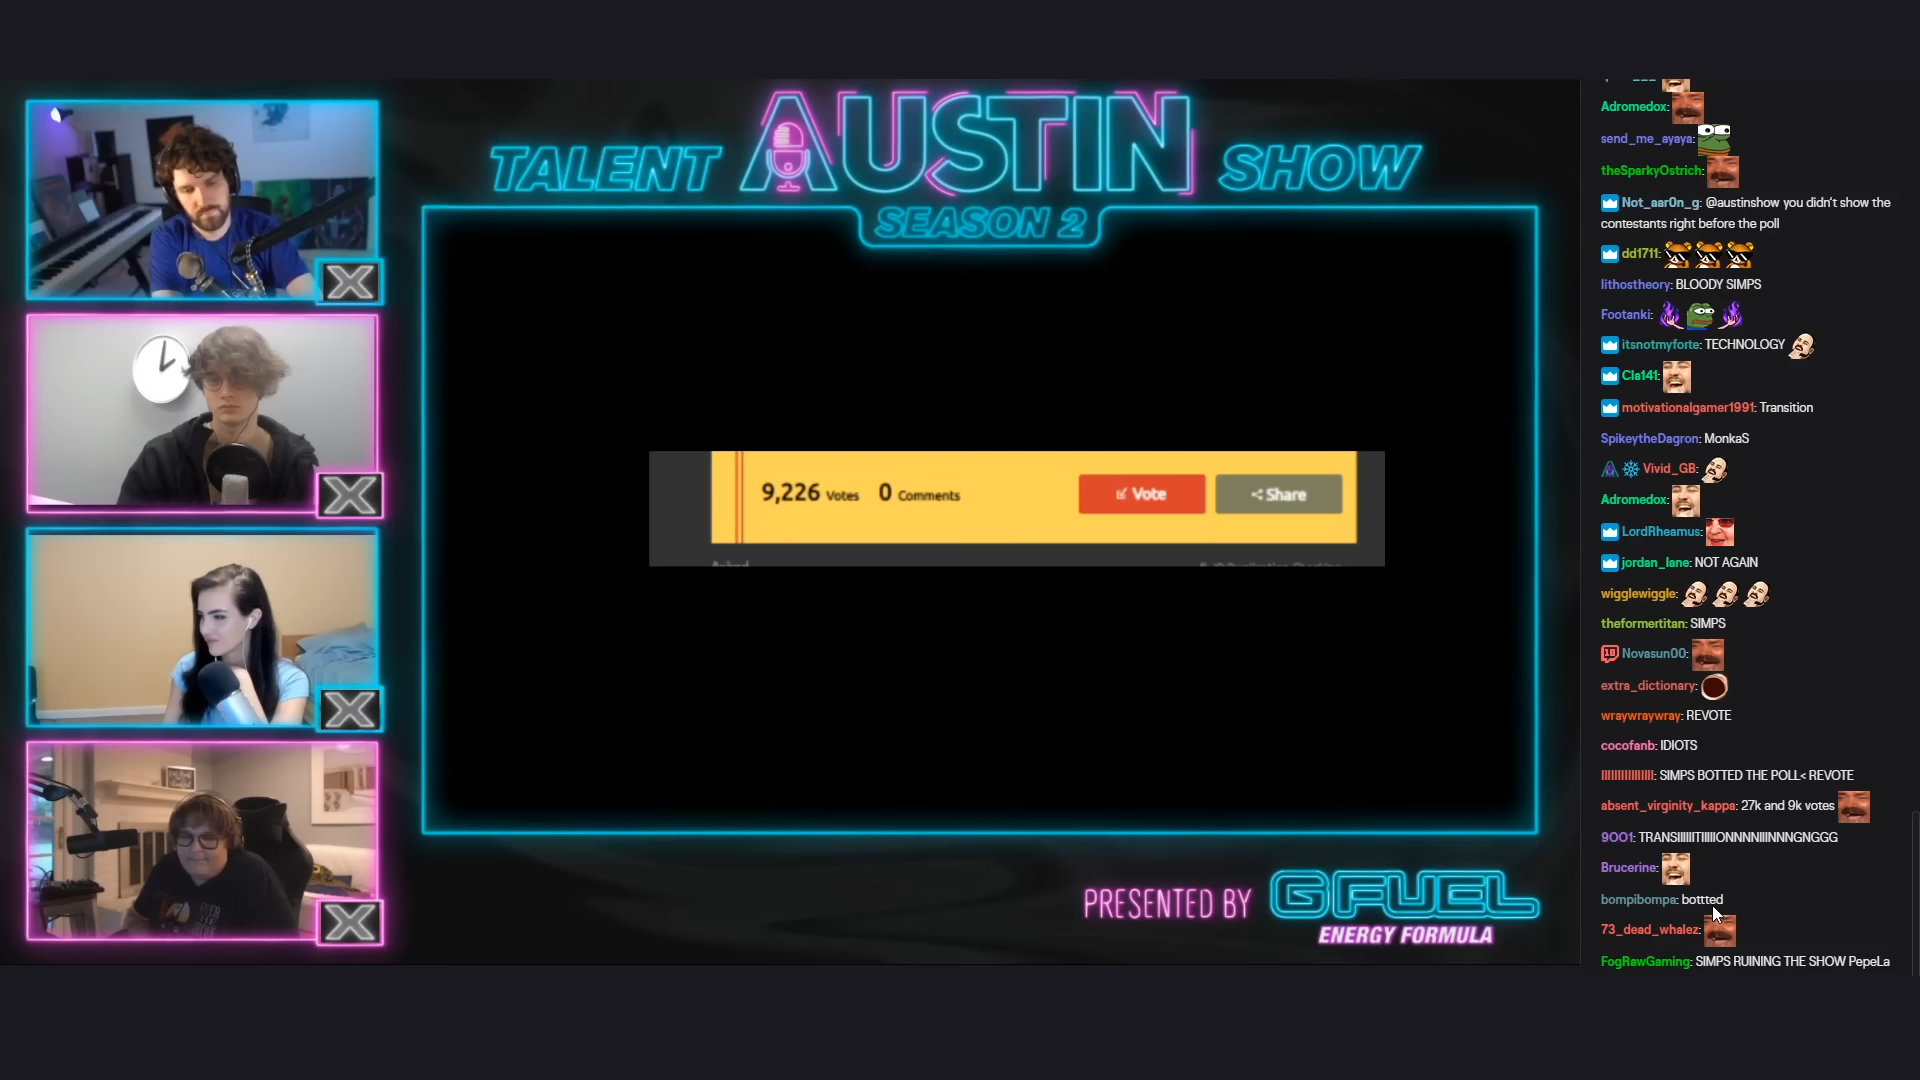 TALENT AUSTIN SHOW
SEASON 2
9,226 Votes 0 Comments
Vote
Share
PRESENTED BY GFUEL
ENERGY FORMULA
Adromedox:
send_me_ayaya:
theSparkyOstrich:
Not_aar0n_g: @austinshow you didn't show the
contestants right before the poll
dd1711:
lithostheory: BLOODY SIMPS
Footanki:
itsnotmyforte: TECHNOLOGY
Cla141:
motivationalgamer1991: Transition
SpikeytheDagron: MonkaS
Vivid_GB:
Adromedox:
LordRheamus:
jordan_lane: NOT AGAIN
wigglewiggle:
theformertitan: SIMPS
Novasun00:
extra_dictionary:
wraywraywray: REVOTE
cocofanb: IDIOTS
SIMPS BOTTED THE POLL< REVOTE
absent_virginity_kappa: 27k and 9k votes
Brucerine:
bompibompa: bottted
73_dead_whalez:
FogRawGaming: SIMPS RUINING THE SHOW PepeLa